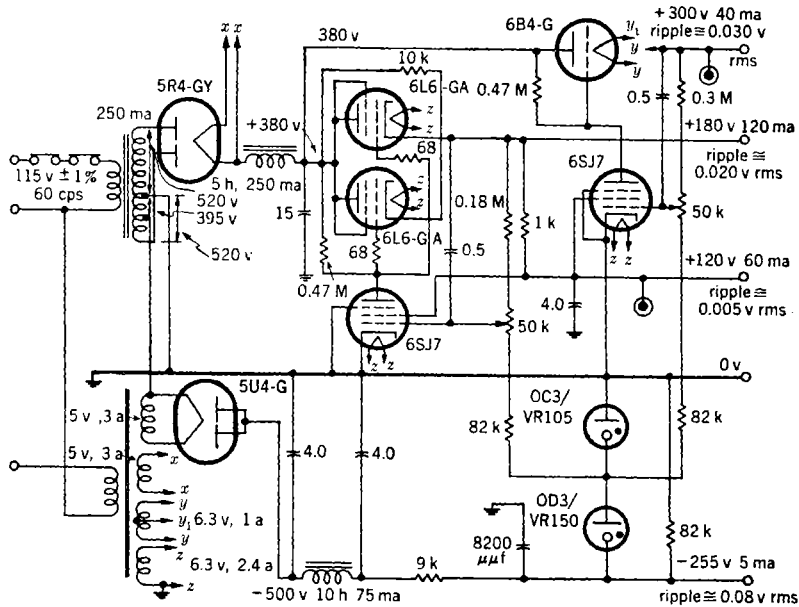 x x
5R4-GY
250 ma
115 v ± 1%
60 cps
520 v
395 v
520 v
+380 v
5 h,
250 ma
15
380 v
10 k
6L6-GA
z
z
68
z
z
6L6-GA
68
0.47 M
6SJ7
z z
0.5
0.18 M
1 k
50 k
6B4-G
y₁
y
y
0.47 M
6SJ7
z z
4.0
0.5
0.3 M
50 k
+300 v 40 ma
ripple ≅ 0.030 v
rms
+180 v 120 ma
ripple ≅
0.020 v rms
+120 v 60 ma
ripple ≅
0.005 v rms
0 v
5 v, 3 a
5U4-G
5 v, 3 a
x
x
y
y₁
y
6.3 v, 1 a
z
z
6.3 v, 2.4 a
4.0
4.0
−500 v 10 h 75 ma
9 k
8200
μμf
82 k
OC3/
VR105
82 k
OD3/
VR150
82 k
−255 v 5 ma
ripple ≅ 0.08 v rms